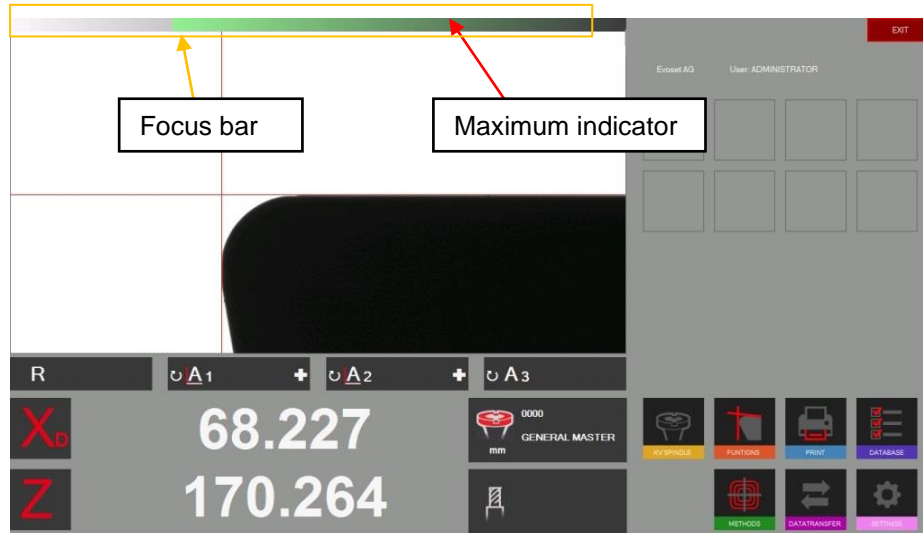 EXIT
Evoset AG User: ADMINISTRATOR
Focus bar
Maximum indicator
R
A1
A2
A3
XD
68.227
mm
0000
GENERAL MASTER
Z
170.264
KV SPINDLE
FUNTIONS
PRINT
DATABASE
METHODS
DATATRANSFER
SETTINGS